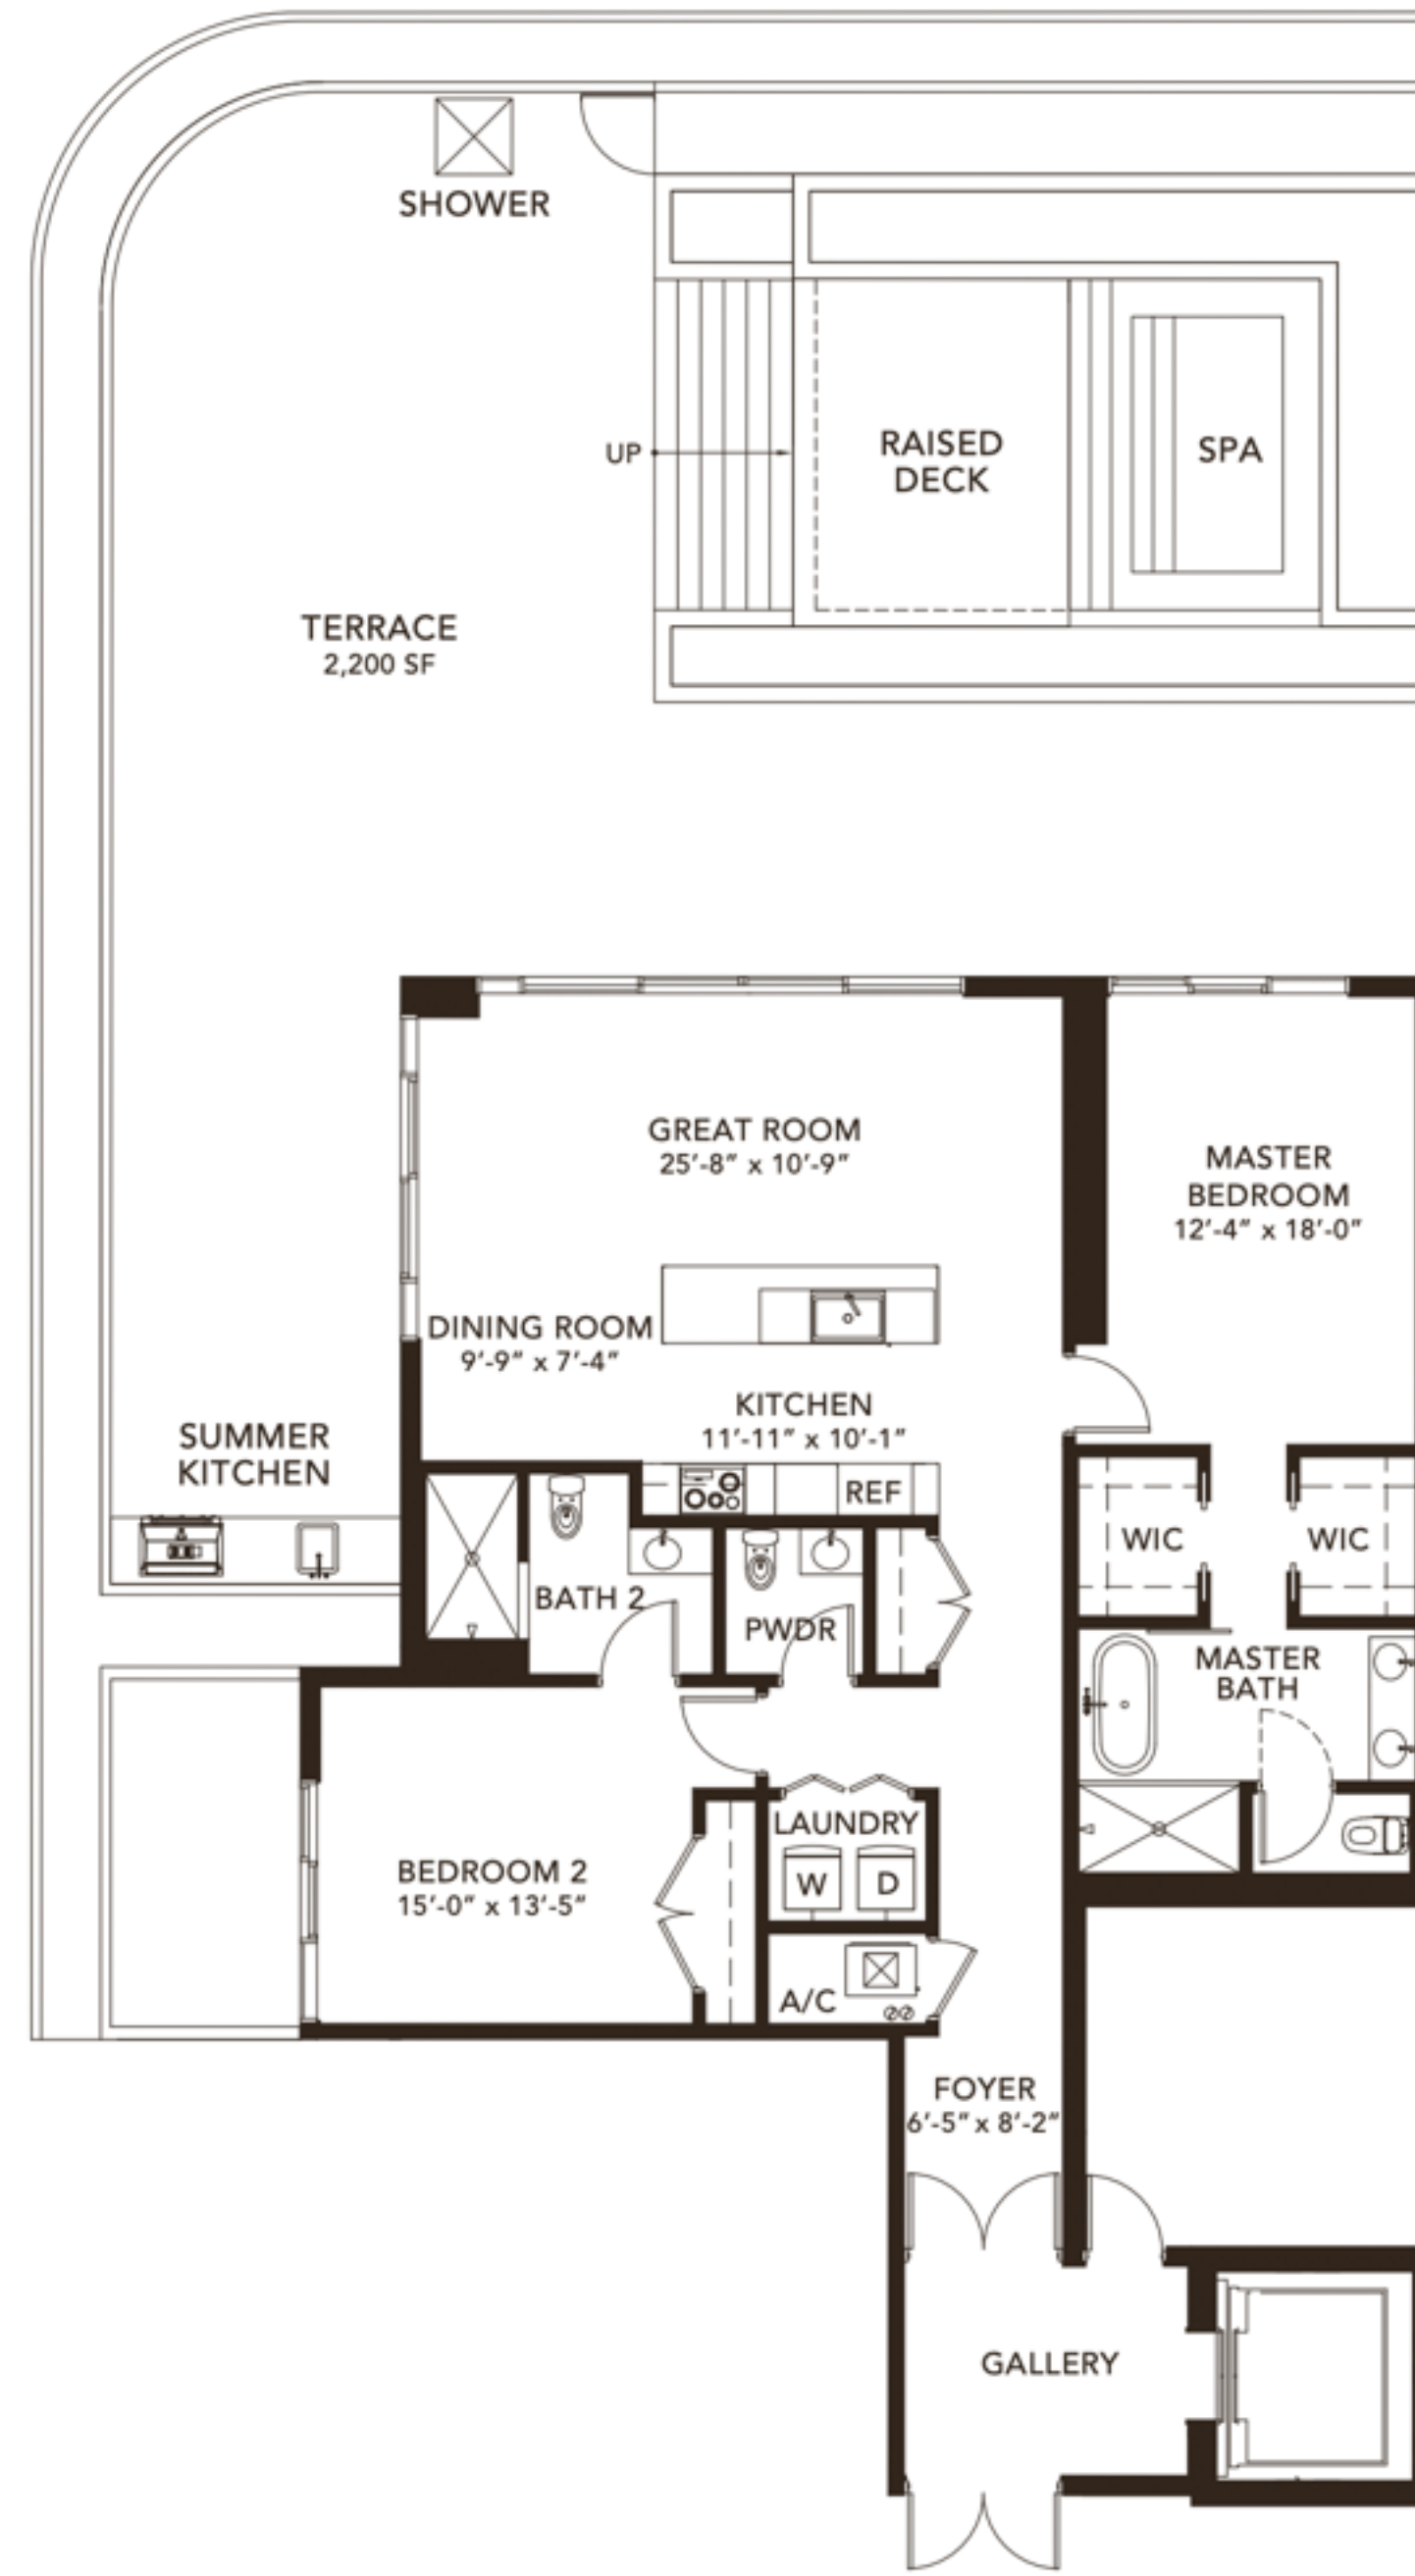 SHOWER
UP
RAISED
DECK
SPA
TERRACE
2,200 SF
GREAT ROOM
25'-8" x 10'-9"
MASTER
BEDROOM
12'-4" x 18'-0"
DINING ROOM
9'-9" x 7'-4"
KITCHEN
11'-11" x 10'-1"
SUMMER
KITCHEN
REF
WIC
WIC
BATH 2
PWDR
MASTER
BATH
LAUNDRY
W
D
BEDROOM 2
15'-0" x 13'-5"
A/C
FOYER
6'-5" x 8'-2"
GALLERY